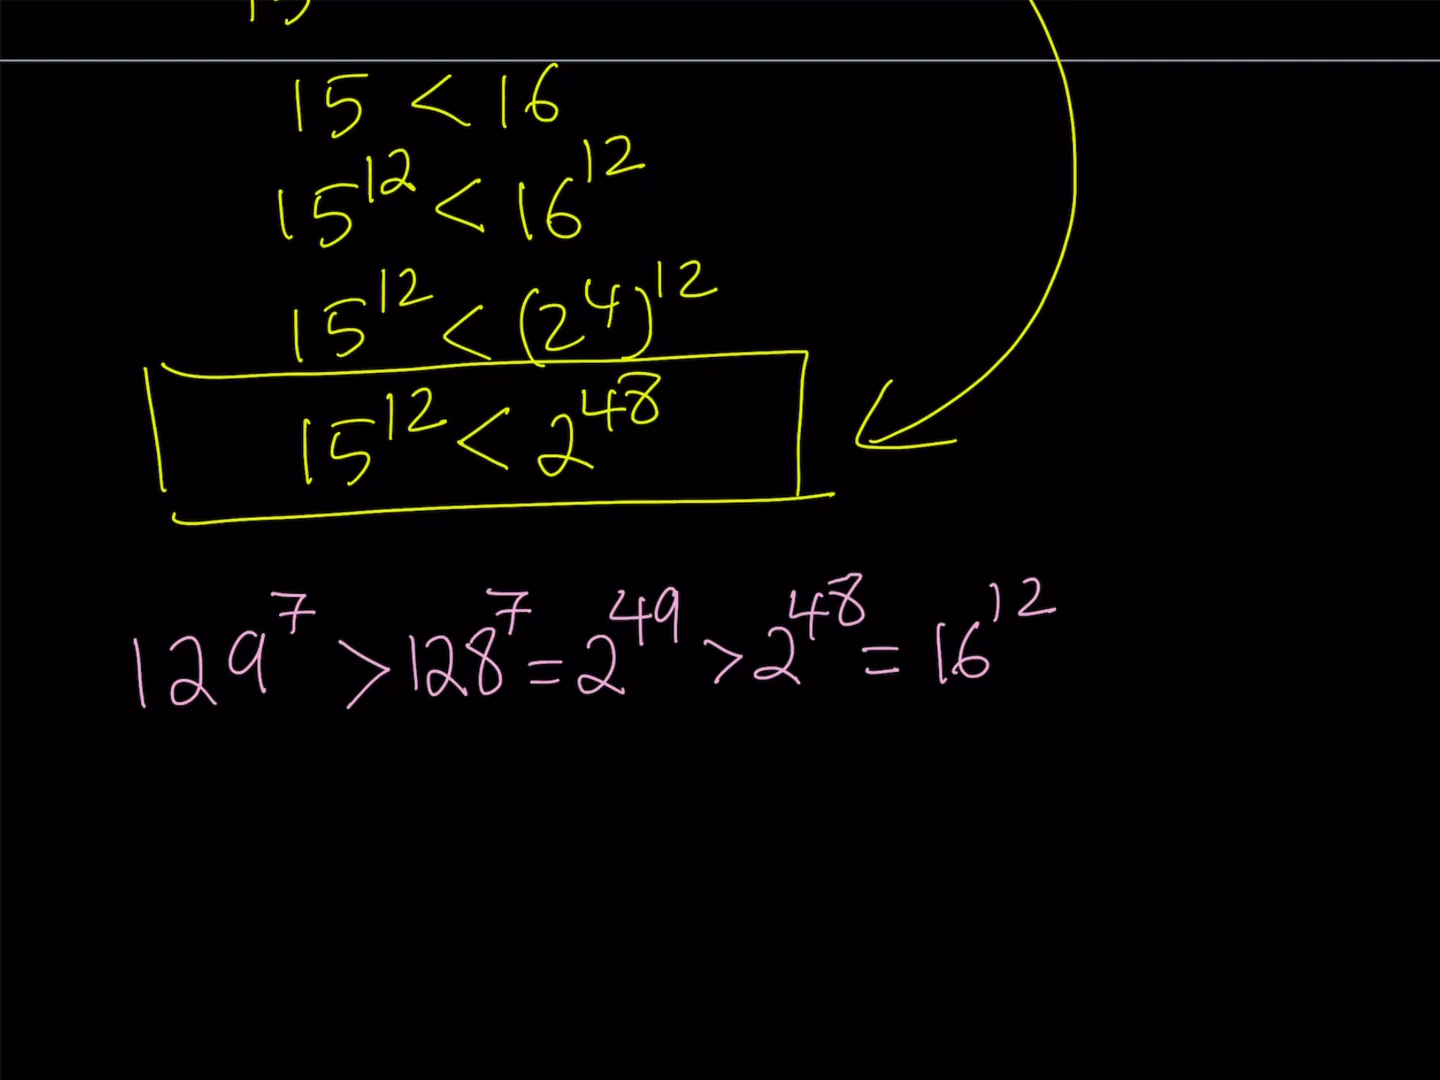 15 < 16
15^12 < 16^12
15^12 < (2^4)^12
15^12 < 2^48
129^7 > 128^7 = 2^49 > 2^48 = 16^12